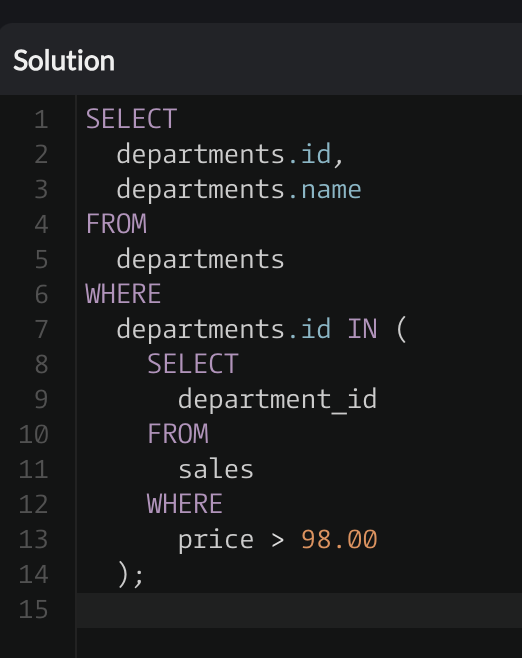 Solution
1 SELECT
2   departments.id,
3   departments.name
4 FROM
5   departments
6 WHERE
7   departments.id IN (
8     SELECT
9       department_id
10     FROM
11       sales
12     WHERE
13       price > 98.00
14   );
15